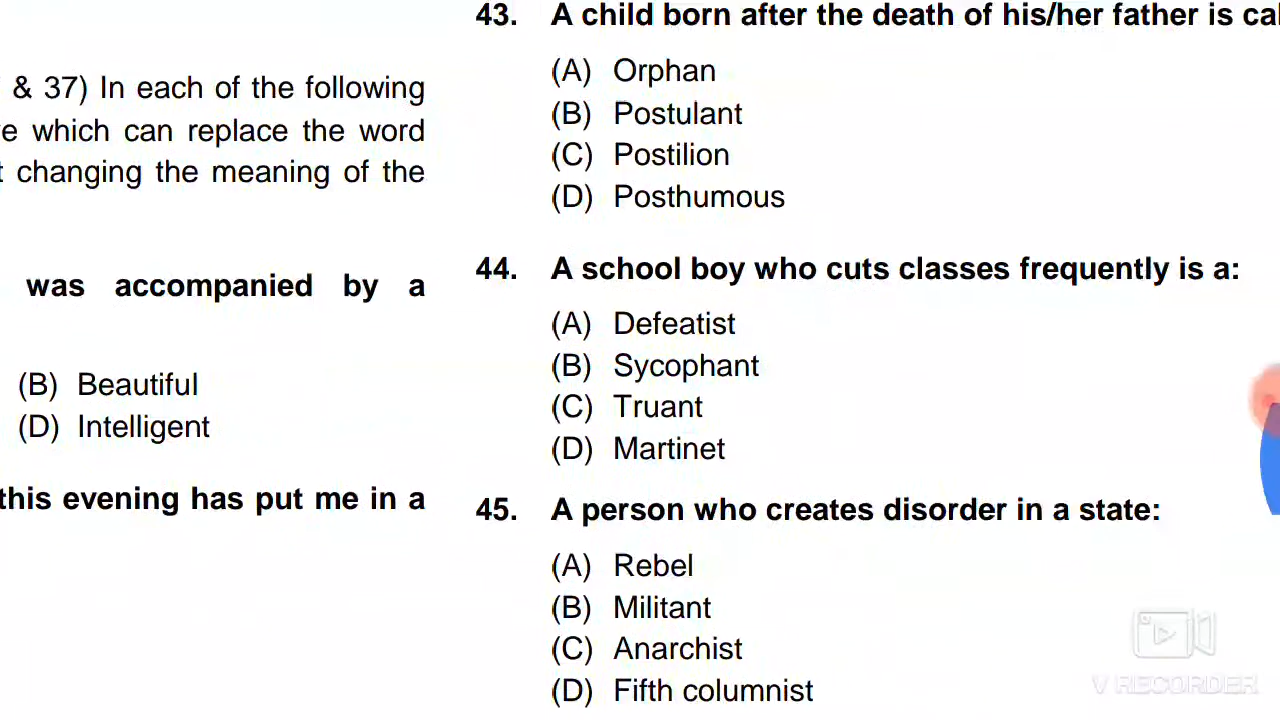 & 37) In each of the following
which can replace the word
changing the meaning of the
was accompanied by a
(B) Beautiful
(D) Intelligent
this evening has put me in a
43. A child born after the death of his/her father is
(A) Orphan
(B) Postulant
(C) Postilion
(D) Posthumous
44. A school boy who cuts classes frequently is a:
(A) Defeatist
(B) Sycophant
(C) Truant
(D) Martinet
45. A person who creates disorder in a state:
(A) Rebel
(B) Militant
(C) Anarchist
(D) Fifth columnist
V RECORDER